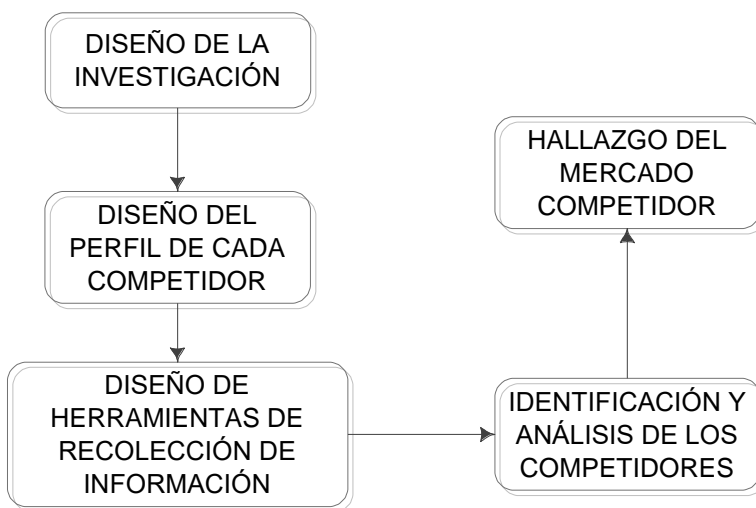 DISEÑO DE LA
INVESTIGACIÓN
DISEÑO DEL
PERFIL DE CADA
COMPETIDOR
DISEÑO DE
HERRAMIENTAS DE
RECOLECCIÓN DE
INFORMACIÓN
IDENTIFICACIÓN Y
ANÁLISIS DE LOS
COMPETIDORES
HALLAZGO DEL
MERCADO
COMPETIDOR